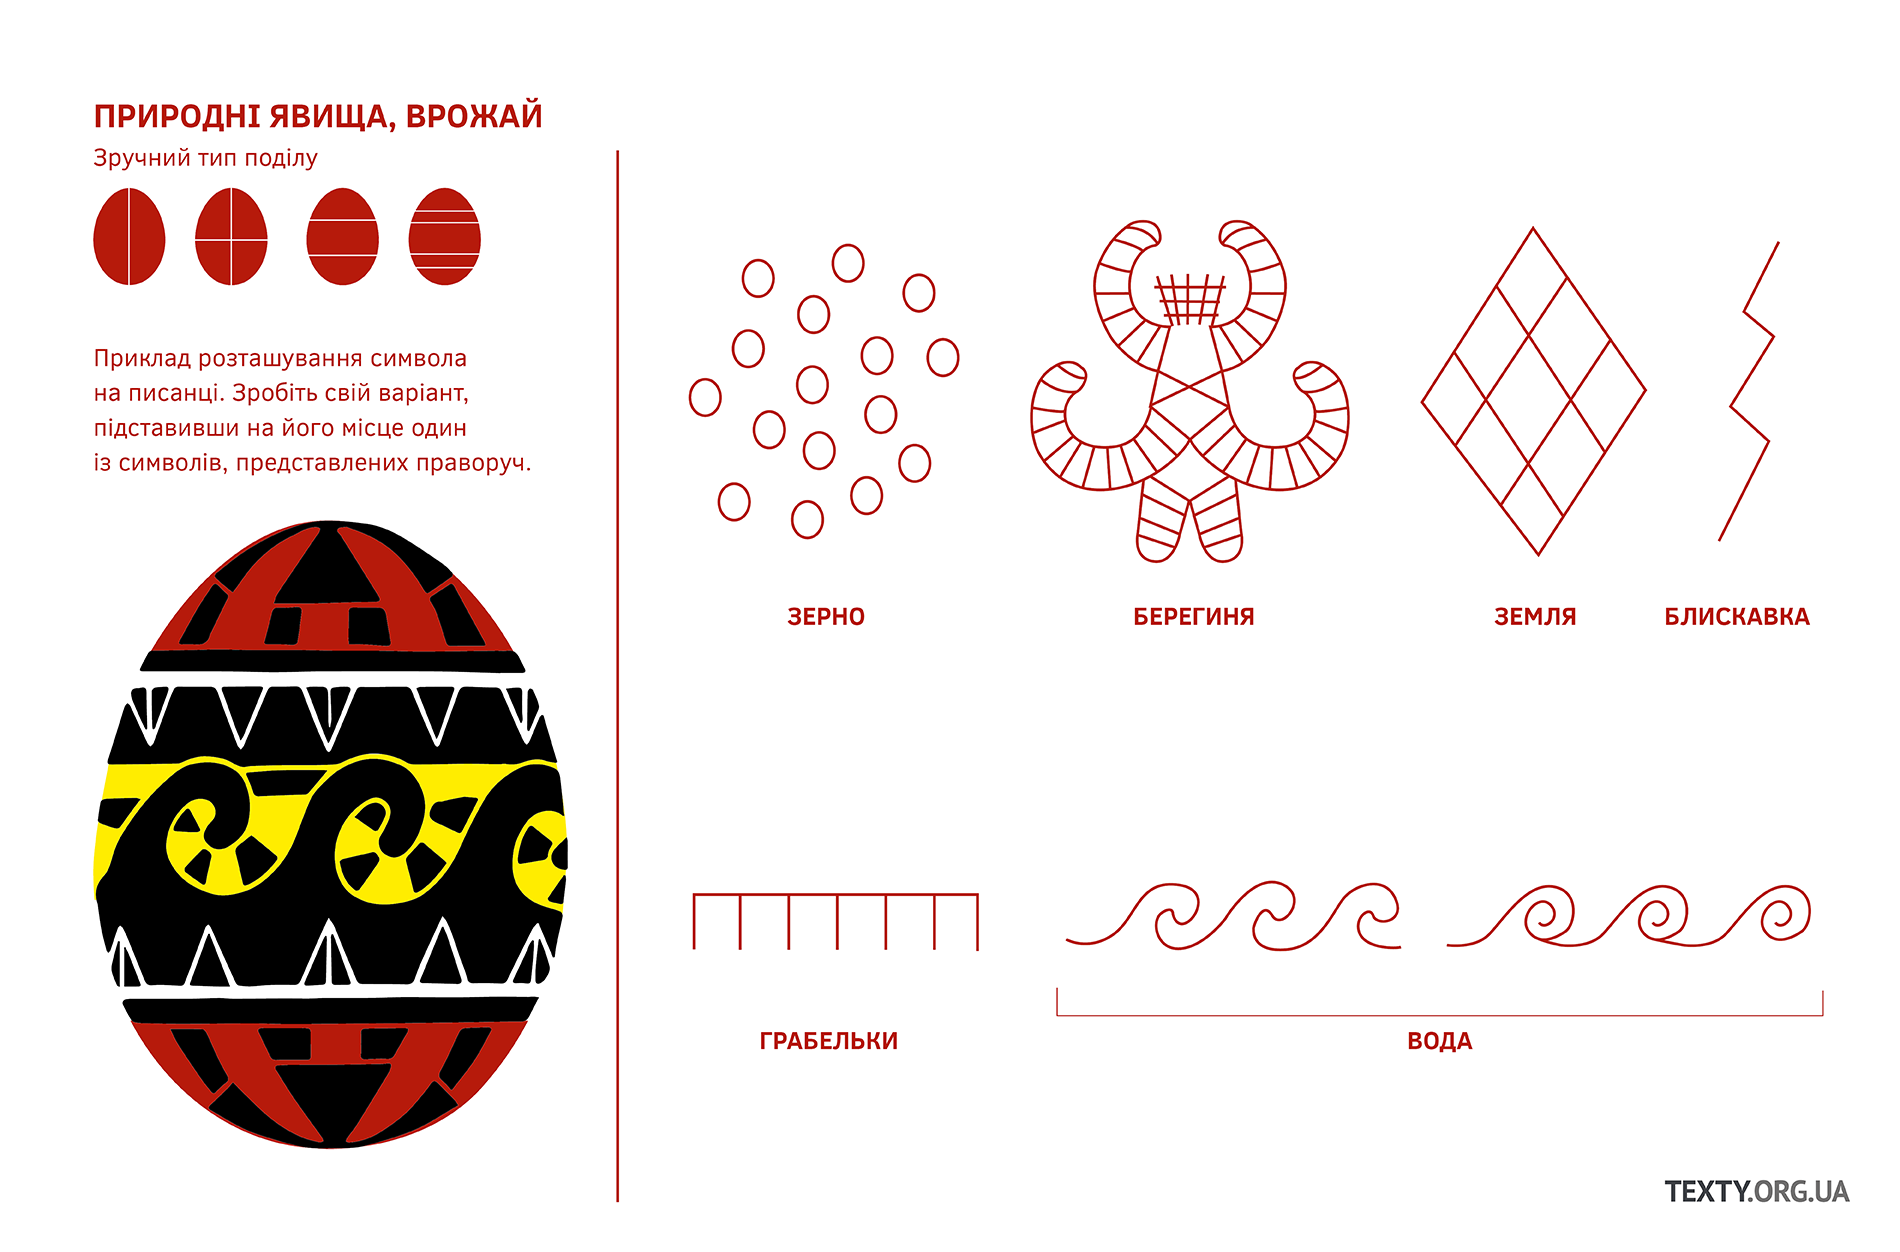 ПРИРОДНІ ЯВИЩА, ВРОЖАЙ
Зручний тип поділу
Приклад розташування символа
на писанці. Зробіть свій варіант,
підставивши на його місце один
із символів, представлених праворуч.
ЗЕРНО
БЕРЕГИНЯ
ЗЕМЛЯ
БЛИСКАВКА
ГРАБЕЛЬКИ
ВОДА
TEXTY.ORG.UA